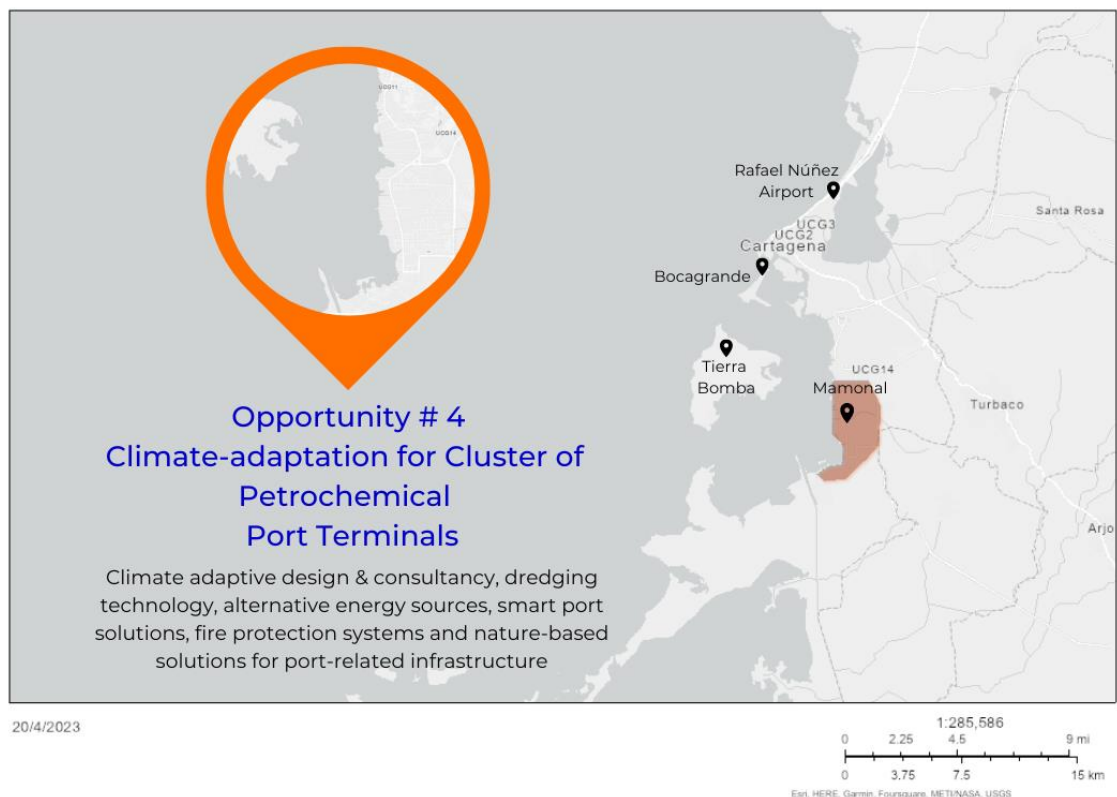 UCG11
UCG14
Opportunity # 4
Climate-adaptation for Cluster of
Petrochemical
Port Terminals
Climate adaptive design & consultancy, dredging
technology, alternative energy sources, smart port
solutions, fire protection systems and nature-based
solutions for port-related infrastructure
Rafael Núñez
Airport
Santa Rosa
UCG3
UCG2
Cartagena
Bocagrande
Tierra
Bomba
UCG14
Mamonal
Turbaco
Arjo
20/4/2023
1:285,586
0 2.25 4.5 9 mi
0 3.75 7.5 15 km
Esri, HERE, Garmin, Foursquare, METI/NASA, USGS